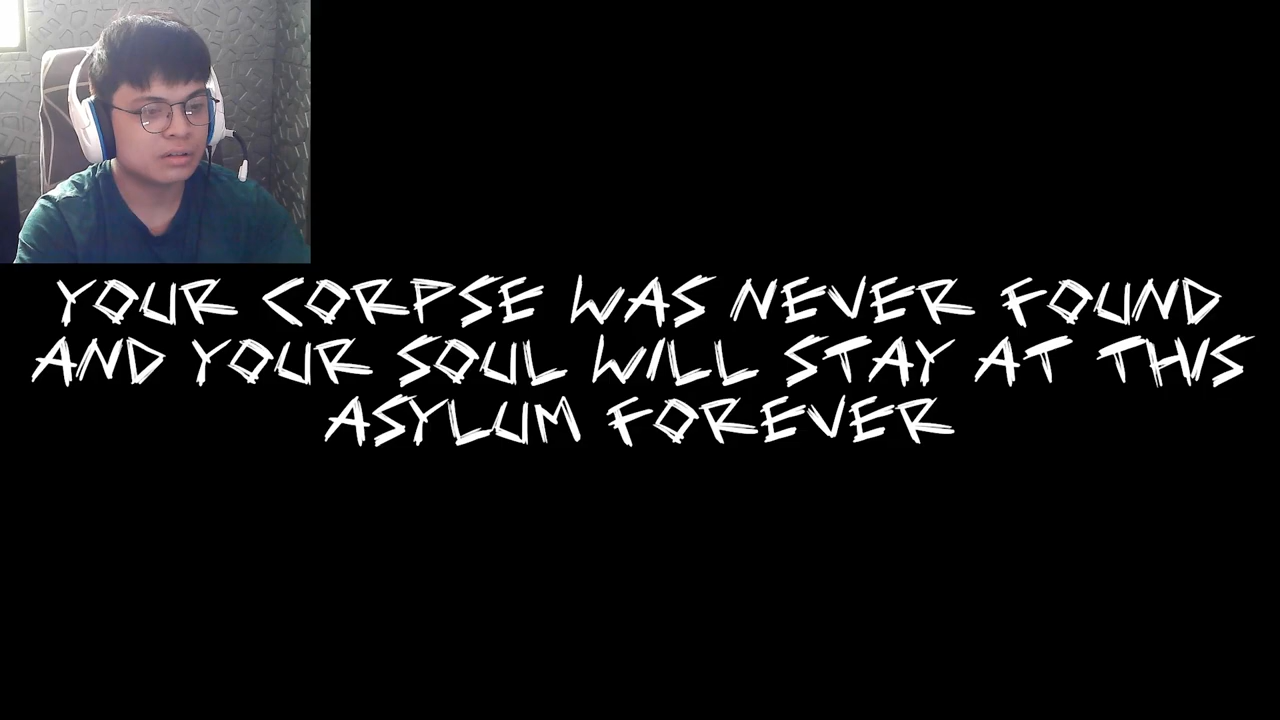 YOUR CORPSE WAS NEVER FOUND
AND YOUR SOUL WILL STAY AT THIS
ASYLUM FOREVER